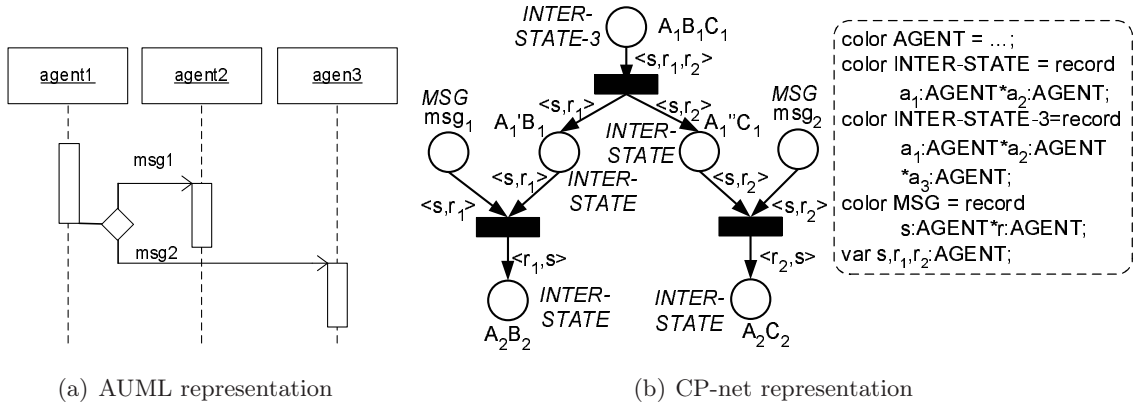 agent1
agent2
agen3
msg1
msg2
INTER-
STATE-3
A₁B₁C₁
<s,r₁,r₂>
MSG
msg₁
<s,r₁>
A₁'B₁
<s,r₂>
A₁''C₁
MSG
msg₂
INTER-
STATE
<s,r₁>
<s,r₁>
INTER-
STATE
<s,r₂>
<s,r₂>
<r₁,s>
<r₂,s>
INTER-
STATE
A₂B₂
INTER-
STATE
A₂C₂
color AGENT = ...;
color INTER-STATE = record
a₁:AGENT*a₂:AGENT;
color INTER-STATE-3=record
a₁:AGENT*a₂:AGENT
*a₃:AGENT;
color MSG = record
s:AGENT*r:AGENT;
var s,r₁,r₂:AGENT;
(a) AUML representation
(b) CP-net representation